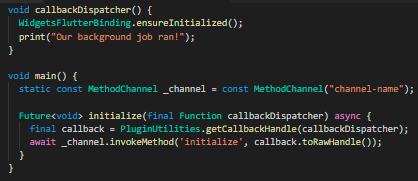 void callbackDispatcher() {
  WidgetsFlutterBinding.ensureInitialized();
  print("Our background job ran!");
}

void main() {
  static const MethodChannel _channel = const MethodChannel("channel-name");

  Future<void> initialize(final Function callbackDispatcher) async {
    final callback = PluginUtilities.getCallbackHandle(callbackDispatcher);
    await _channel.invokeMethod('initialize', callback.toRawHandle());
  }
}